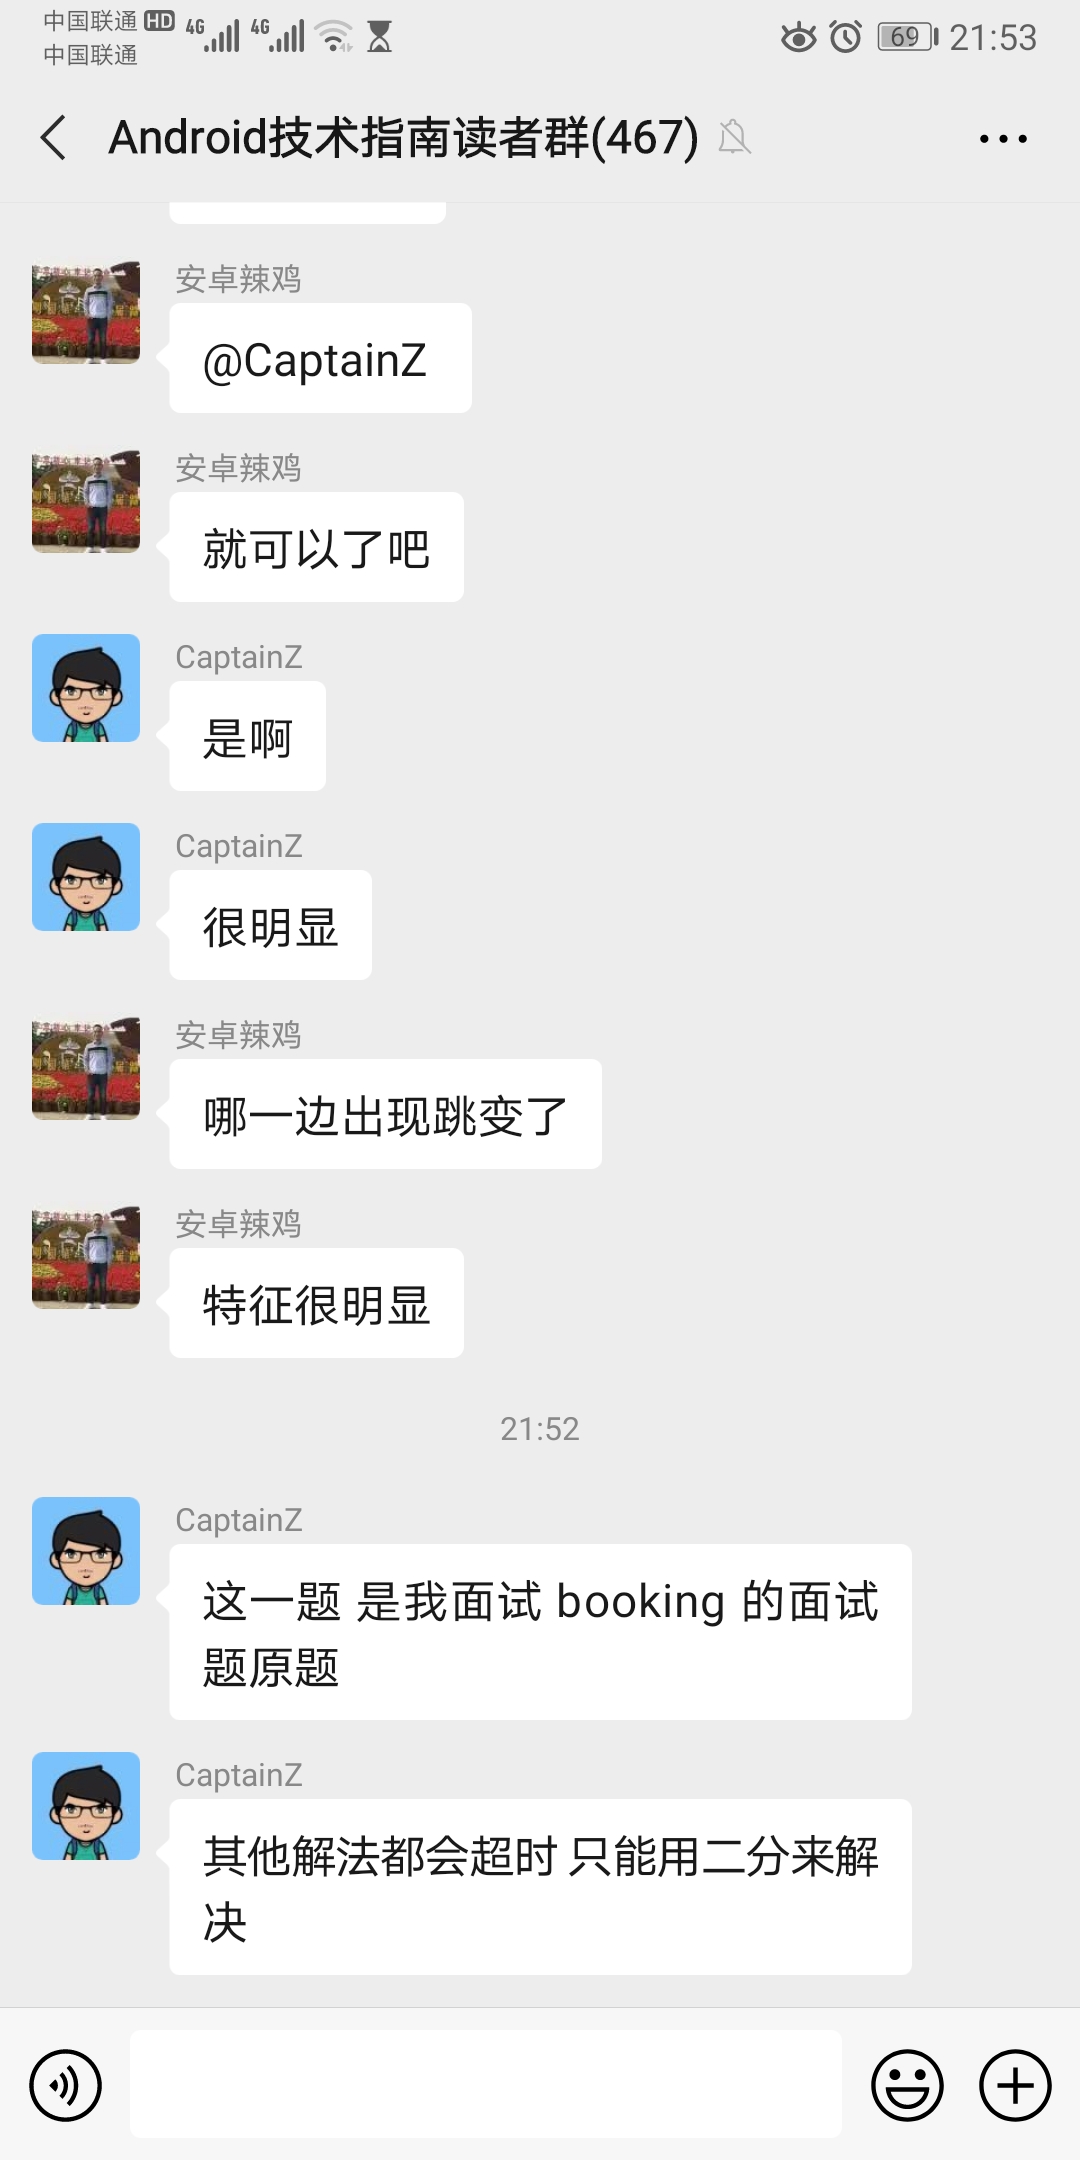 中国联通 HD 4G 4G 69 21:53
中国联通
Android技术指南读者群(467)
安卓辣鸡
@CaptainZ
安卓辣鸡
就可以了吧
CaptainZ
是啊
CaptainZ
很明显
安卓辣鸡
哪一边出现跳变了
安卓辣鸡
特征很明显
21:52
CaptainZ
这一题 是我面试 booking 的面试
题原题
CaptainZ
其他解法都会超时 只能用二分来解
决